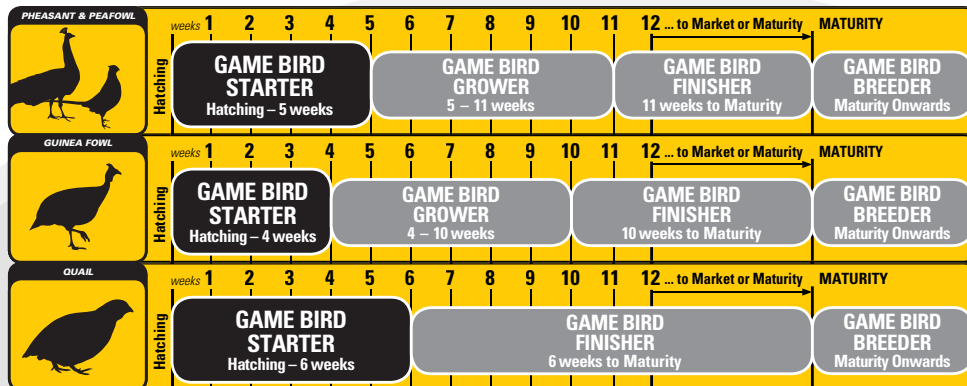 PHEASANT & PEAFOWL
weeks 1 2 3 4 5 6 7 8 9 10 11 12 ... to Market or Maturity MATURITY
Hatching
GAME BIRD
STARTER
Hatching – 5 weeks
GAME BIRD
GROWER
5 – 11 weeks
GAME BIRD
FINISHER
11 weeks to Maturity
GAME BIRD
BREEDER
Maturity Onwards
GUINEA FOWL
weeks 1 2 3 4 5 6 7 8 9 10 11 12 ... to Market or Maturity MATURITY
Hatching
GAME BIRD
STARTER
Hatching – 4 weeks
GAME BIRD
GROWER
4 – 10 weeks
GAME BIRD
FINISHER
10 weeks to Maturity
GAME BIRD
BREEDER
Maturity Onwards
QUAIL
weeks 1 2 3 4 5 6 7 8 9 10 11 12 ... to Market or Maturity MATURITY
Hatching
GAME BIRD
STARTER
Hatching – 6 weeks
GAME BIRD
FINISHER
6 weeks to Maturity
GAME BIRD
BREEDER
Maturity Onwards